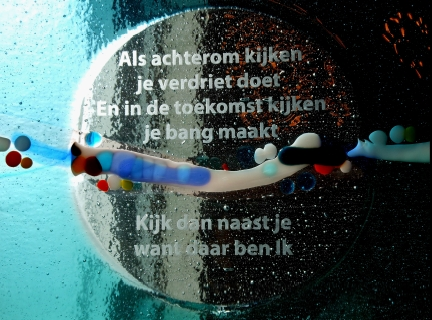 Als achterom kijken
je verdriet doet
En in de toekomst kijken
je bang maakt
Kijk dan naast je
want daar ben Ik